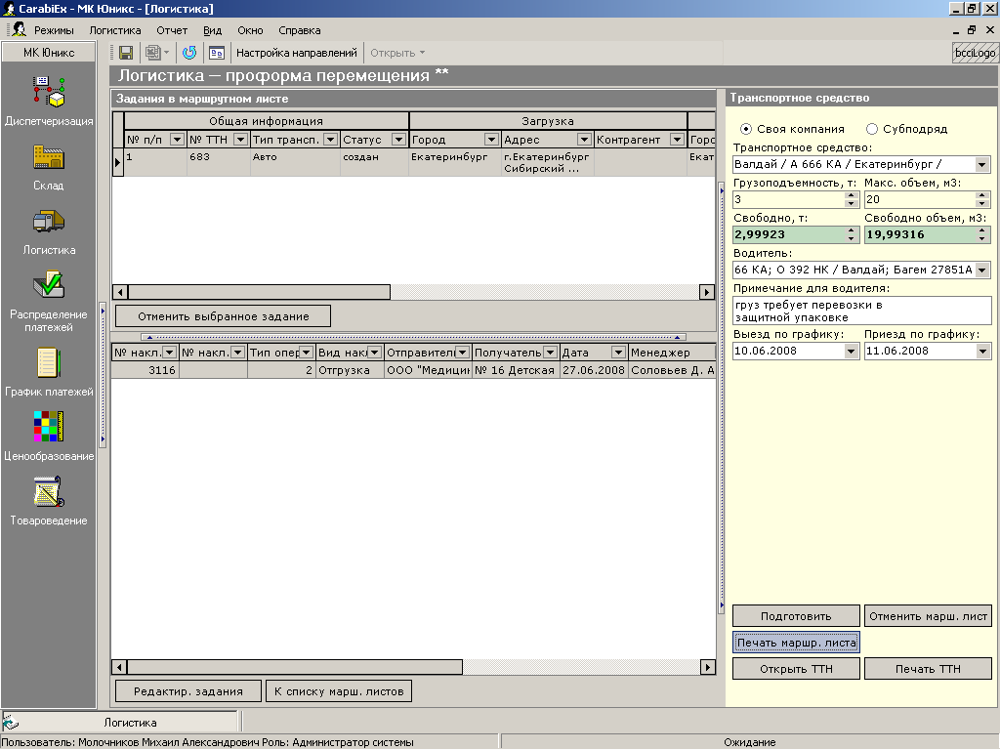 CarabiEx - МК Юникс - [Логистика]
Режимы Логистика Отчет Вид Окно Справка
МК Юникс
Настройка направлений Открыть
bcciLogo
Диспетчеризация
Склад
Логистика
Распределение
платежей
График платежей
Ценообразование
Товароведение
Логистика — проформа перемещения **
Задания в маршрутном листе
Общая информация Загрузка
№ п/п № ТТН Тип трансп. Статус Город Адрес Контрагент Горо
1 683 Авто создан Екатеринбург г.Екатеринбург Екат
Сибирский ...
Отменить выбранное задание
№ накл. № накл. Тип опер Вид накл Отправитель Получатель Дата Менеджер
3116 2 Отгрузка ООО "Медицин № 16 Детская 27.06.2008 Соловьев Д. А
Редактир. задания К списку марш. листов
Транспортное средство
Своя компания Субподряд
Транспортное средство:
Валдай / А 666 КА / Екатеринбург /
Грузоподъемность, т: Макс. объем, м3:
3 20
Свободно, т: Свободно объем, м3:
2,99923 19,99316
Водитель:
66 КА; О 392 НК / Валдай; Багем 27851А
Примечание для водителя:
груз требует перевозки в
защитной упаковке
Выезд по графику: Приезд по графику:
10.06.2008 11.06.2008
Подготовить Отменить марш. лист
Печать маршр. листа
Открыть ТТН Печать ТТН
Логистика
Пользователь: Молочников Михаил Александрович Роль: Администратор системы Ожидание